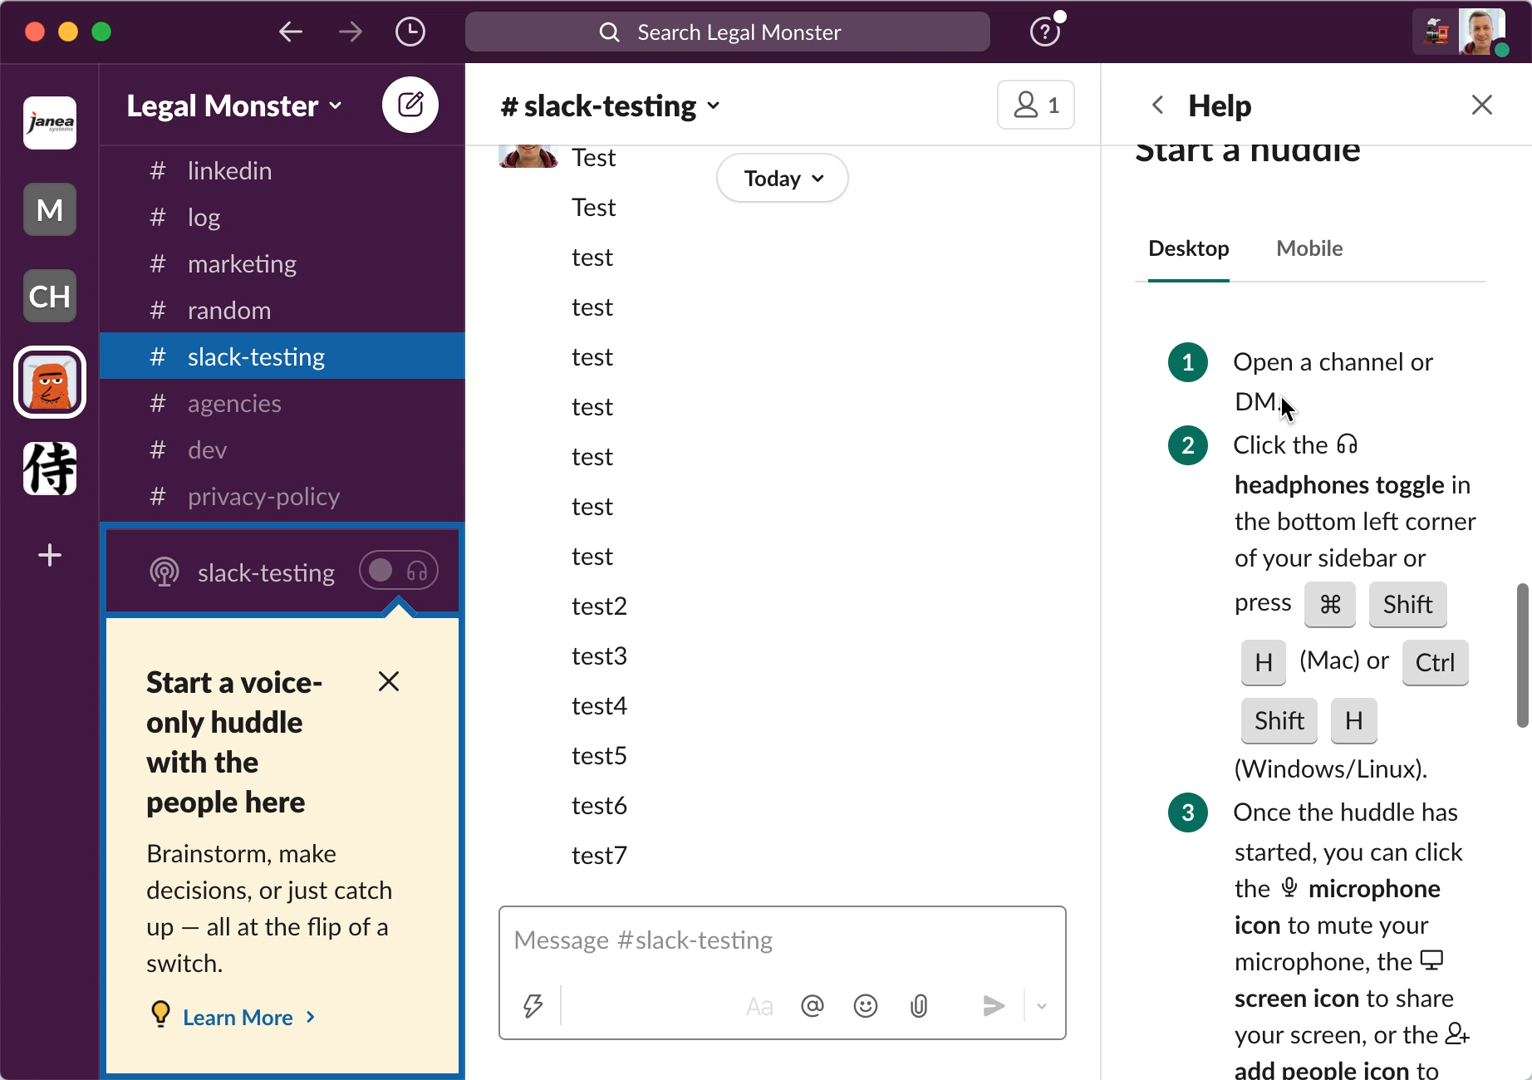 Search Legal Monster
janea
systems
M
CH
侍
Legal Monster
# linkedin
# log
# marketing
# random
# slack-testing
# agencies
# dev
# privacy-policy
slack-testing
Start a voice-
only huddle
with the
people here
Brainstorm, make
decisions, or just catch
up — all at the flip of a
switch.
Learn More
# slack-testing
1
Today
Test
Test
test
test
test
test
test
test
test
test2
test3
test4
test5
test6
test7
Message #slack-testing
Aa @
Help
Start a huddle
Desktop Mobile
1 Open a channel or
DM.
2 Click the
headphones toggle in
the bottom left corner
of your sidebar or
press ⌘ Shift
H (Mac) or Ctrl
Shift H
(Windows/Linux).
3 Once the huddle has
started, you can click
the microphone
icon to mute your
microphone, the
screen icon to share
your screen, or the
add people icon to